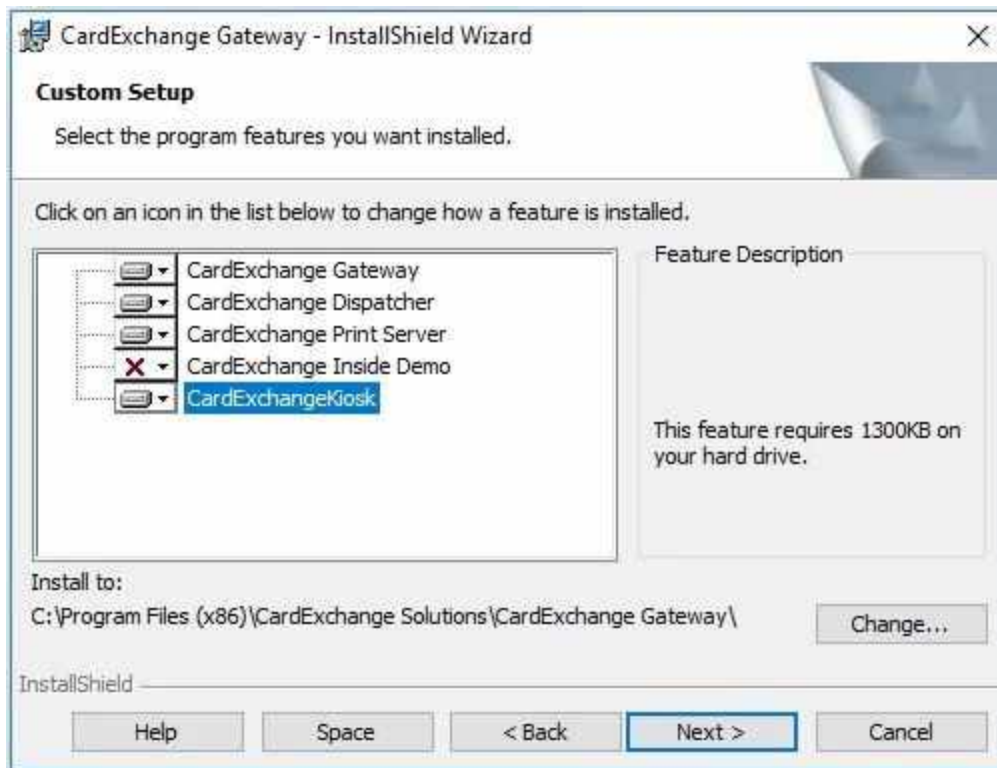 CardExchange Gateway - InstallShield Wizard
Custom Setup
Select the program features you want installed.
Click on an icon in the list below to change how a feature is installed.
CardExchange Gateway
CardExchange Dispatcher
CardExchange Print Server
CardExchange Inside Demo
CardExchangeKiosk
Feature Description
This feature requires 1300KB on
your hard drive.
Install to:
C:\Program Files (x86)\CardExchange Solutions\CardExchange Gateway\
Change...
InstallShield
Help
Space
< Back
Next >
Cancel